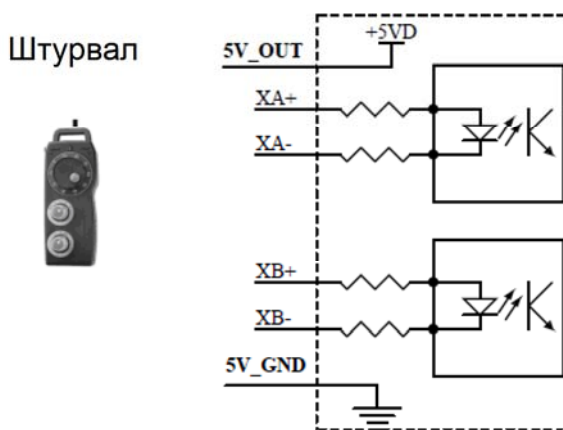 Штурвал
+5VD
5V_OUT
XA+
XA-
XB+
XB-
5V_GND